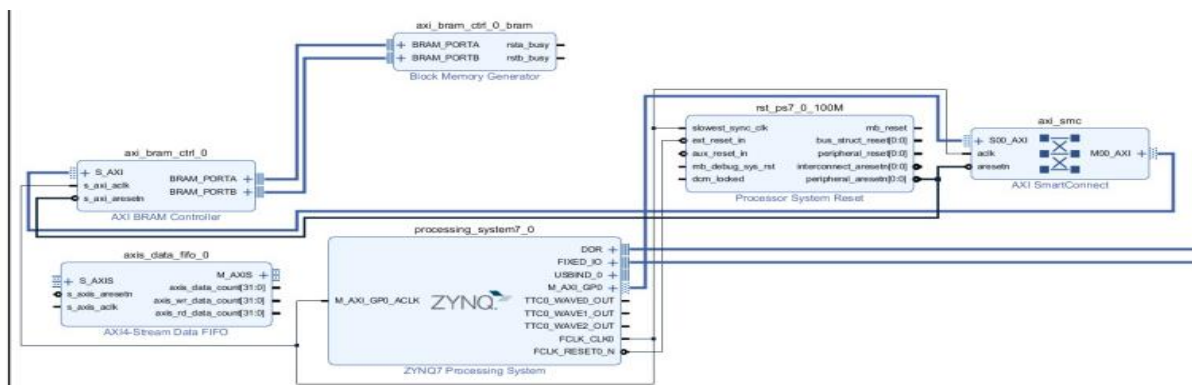 axi_bram_ctrl_0_bram
BRAM_PORTA
rsta_busy
BRAM_PORTB
rstb_busy
Block Memory Generator
rst_ps7_0_100M
slowest_sync_clk
mb_reset
ext_reset_in
bus_struct_reset[0:0]
aux_reset_in
peripheral_reset[0:0]
mb_debug_sys_rst
interconnect_aresetn[0:0]
dcm_locked
peripheral_aresetn[0:0]
Processor System Reset
axi_smc
S00_AXI
aclk
M00_AXI
aresetn
AXI SmartConnect
axi_bram_ctrl_0
S_AXI
s_axi_aclk
BRAM_PORTA
s_axi_aresetn
BRAM_PORTB
AXI BRAM Controller
processing_system7_0
DDR
FIXED_IO
USBIND_0
M_AXI_GP0
M_AXI_GP0_ACLK
ZYNQ
TTC0_WAVE0_OUT
TTC0_WAVE1_OUT
TTC0_WAVE2_OUT
FCLK_CLK0
FCLK_RESET0_N
ZYNQ7 Processing System
axis_data_fifo_0
S_AXIS
M_AXIS
s_axis_aresetn
axis_data_count[31:0]
s_axis_aclk
axis_wr_data_count[31:0]
axis_rd_data_count[31:0]
AXI4-Stream Data FIFO